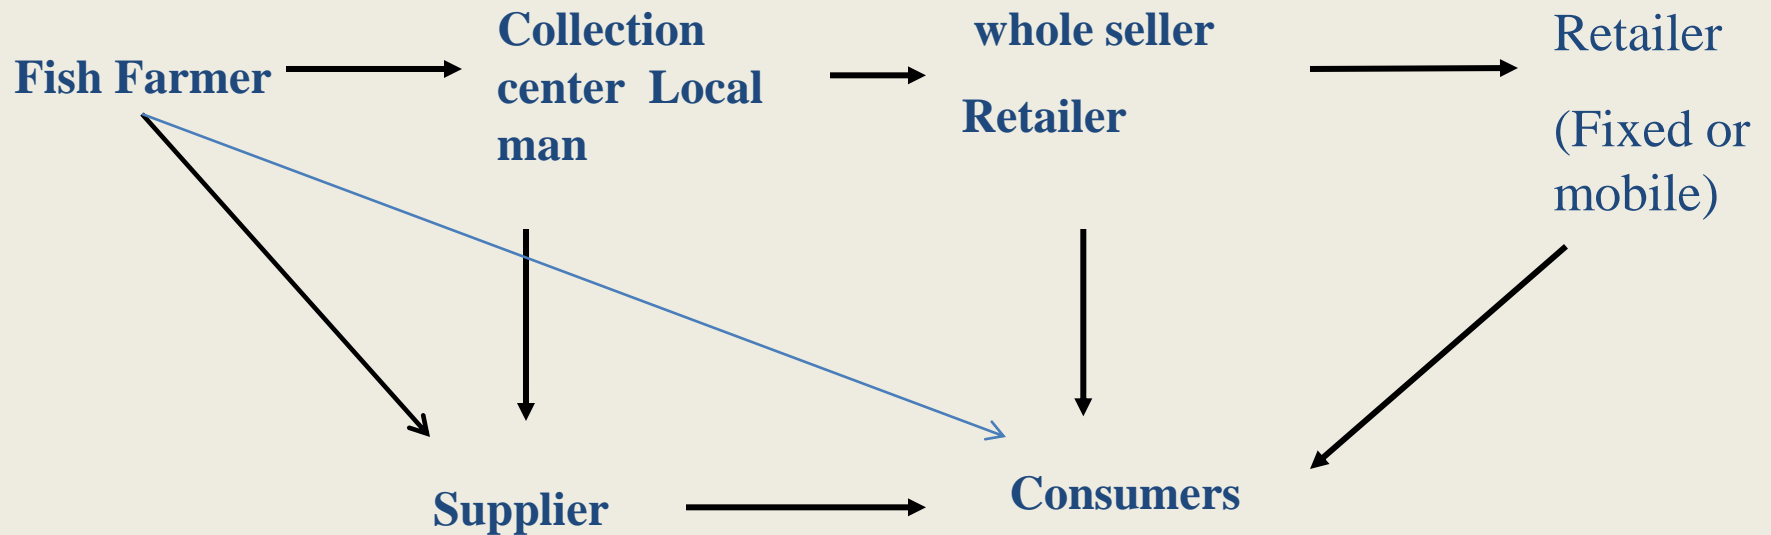 Fish Farmer
Collection
center  Local
man
whole seller
Retailer
Retailer
(Fixed or
mobile)
Supplier
Consumers